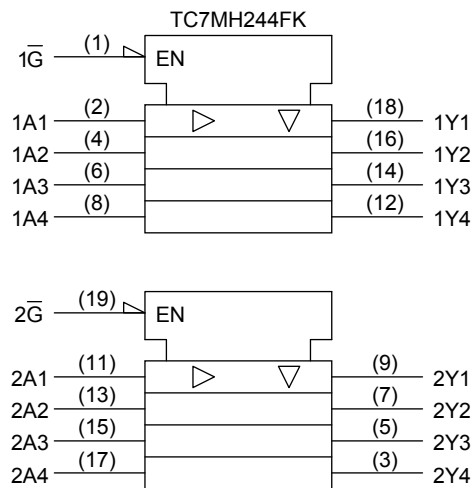 TC7MH244FK
1G̅ (1) EN
1A1 (2) (18) 1Y1
1A2 (4) (16) 1Y2
1A3 (6) (14) 1Y3
1A4 (8) (12) 1Y4
2G̅ (19) EN
2A1 (11) (9) 2Y1
2A2 (13) (7) 2Y2
2A3 (15) (5) 2Y3
2A4 (17) (3) 2Y4